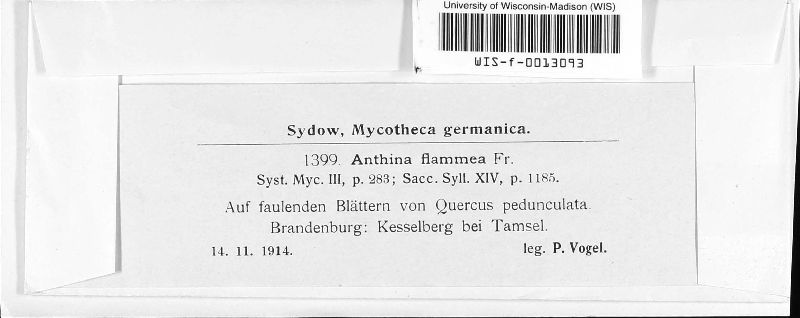 University of Wisconsin-Madison (WIS)
WIS-f-0013093
Sydow, Mycotheca germanica.
1399. Anthina flammea Fr.
Syst. Myc. III, p. 283; Sacc. Syll. XIV, p. 1185.
Auf faulenden Blättern von Quercus pedunculata.
Brandenburg: Kesselberg bei Tamsel.
14. 11. 1914. leg. P. Vogel.